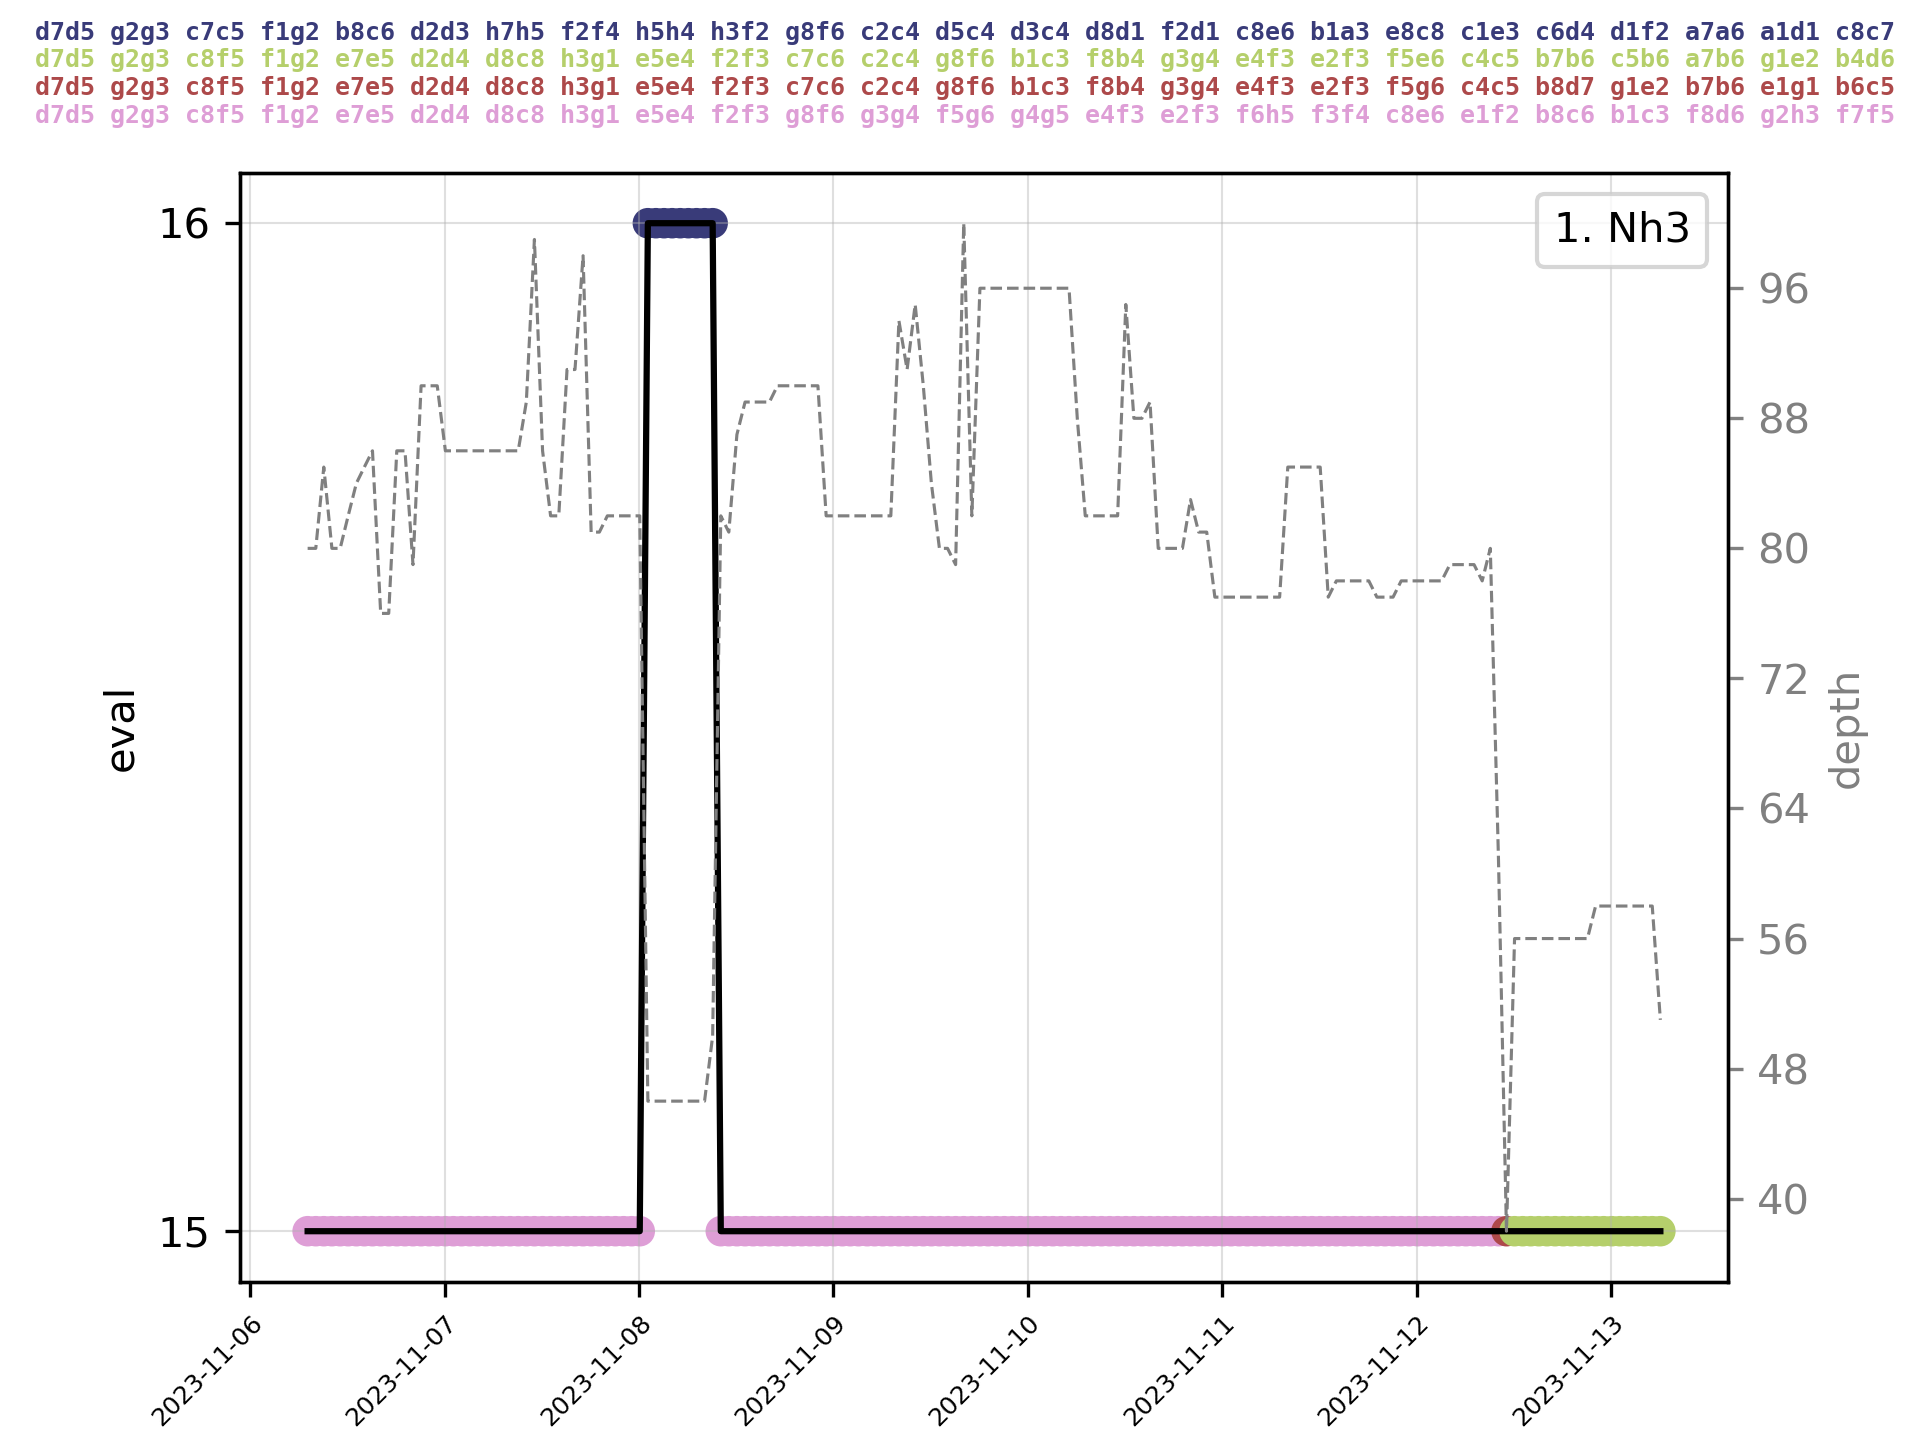 d7d5 g2g3 c7c5 f1g2 b8c6 d2d3 h7h5 f2f4 h5h4 h3f2 g8f6 c2c4 d5c4 d3c4 d8d1 f2d1 c8e6 b1a3 e8c8 c1e3 c6d4 d1f2 a7a6 a1d1 c8c7
d7d5 g2g3 c8f5 f1g2 e7e5 d2d4 d8c8 h3g1 e5e4 f2f3 c7c6 c2c4 g8f6 b1c3 f8b4 g3g4 e4f3 e2f3 f5e6 c4c5 b7b6 c5b6 a7b6 g1e2 b4d6
d7d5 g2g3 c8f5 f1g2 e7e5 d2d4 d8c8 h3g1 e5e4 f2f3 c7c6 c2c4 g8f6 b1c3 f8b4 g3g4 e4f3 e2f3 f5g6 c4c5 b8d7 g1e2 b7b6 e1g1 b6c5
d7d5 g2g3 c8f5 f1g2 e7e5 d2d4 d8c8 h3g1 e5e4 f2f3 g8f6 g3g4 f5g6 g4g5 e4f3 e2f3 f6h5 f3f4 c8e6 e1f2 b8c6 b1c3 f8d6 g2h3 f7f5
1. Nh3
16
15
eval
96
88
80
72
64
56
48
40
depth
2023-11-06
2023-11-07
2023-11-08
2023-11-09
2023-11-10
2023-11-11
2023-11-12
2023-11-13